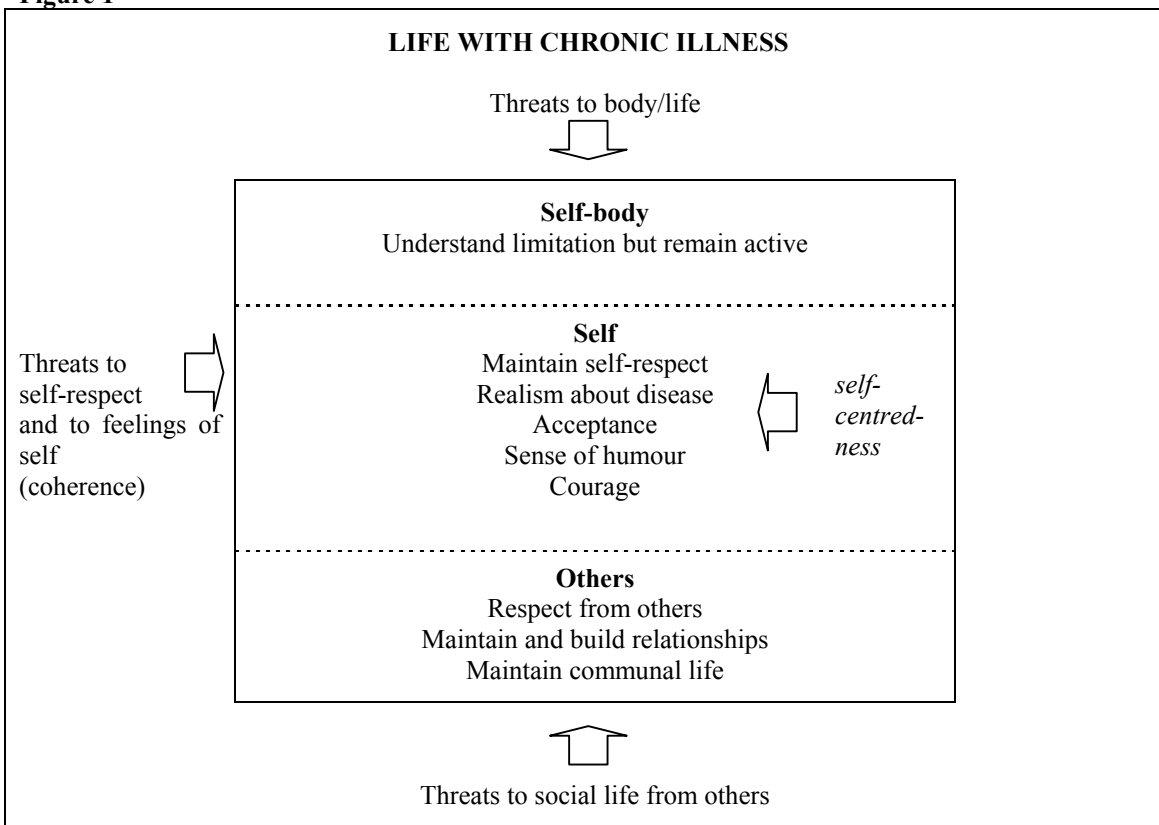 Figure 1
LIFE WITH CHRONIC ILLNESS
Threats to body/life
Self-body
Understand limitation but remain active
Threats to
self-respect
and to feelings of
self
(coherence)
Self
Maintain self-respect
Realism about disease
Acceptance
Sense of humour
Courage
self-
centred-
ness
Others
Respect from others
Maintain and build relationships
Maintain communal life
Threats to social life from others